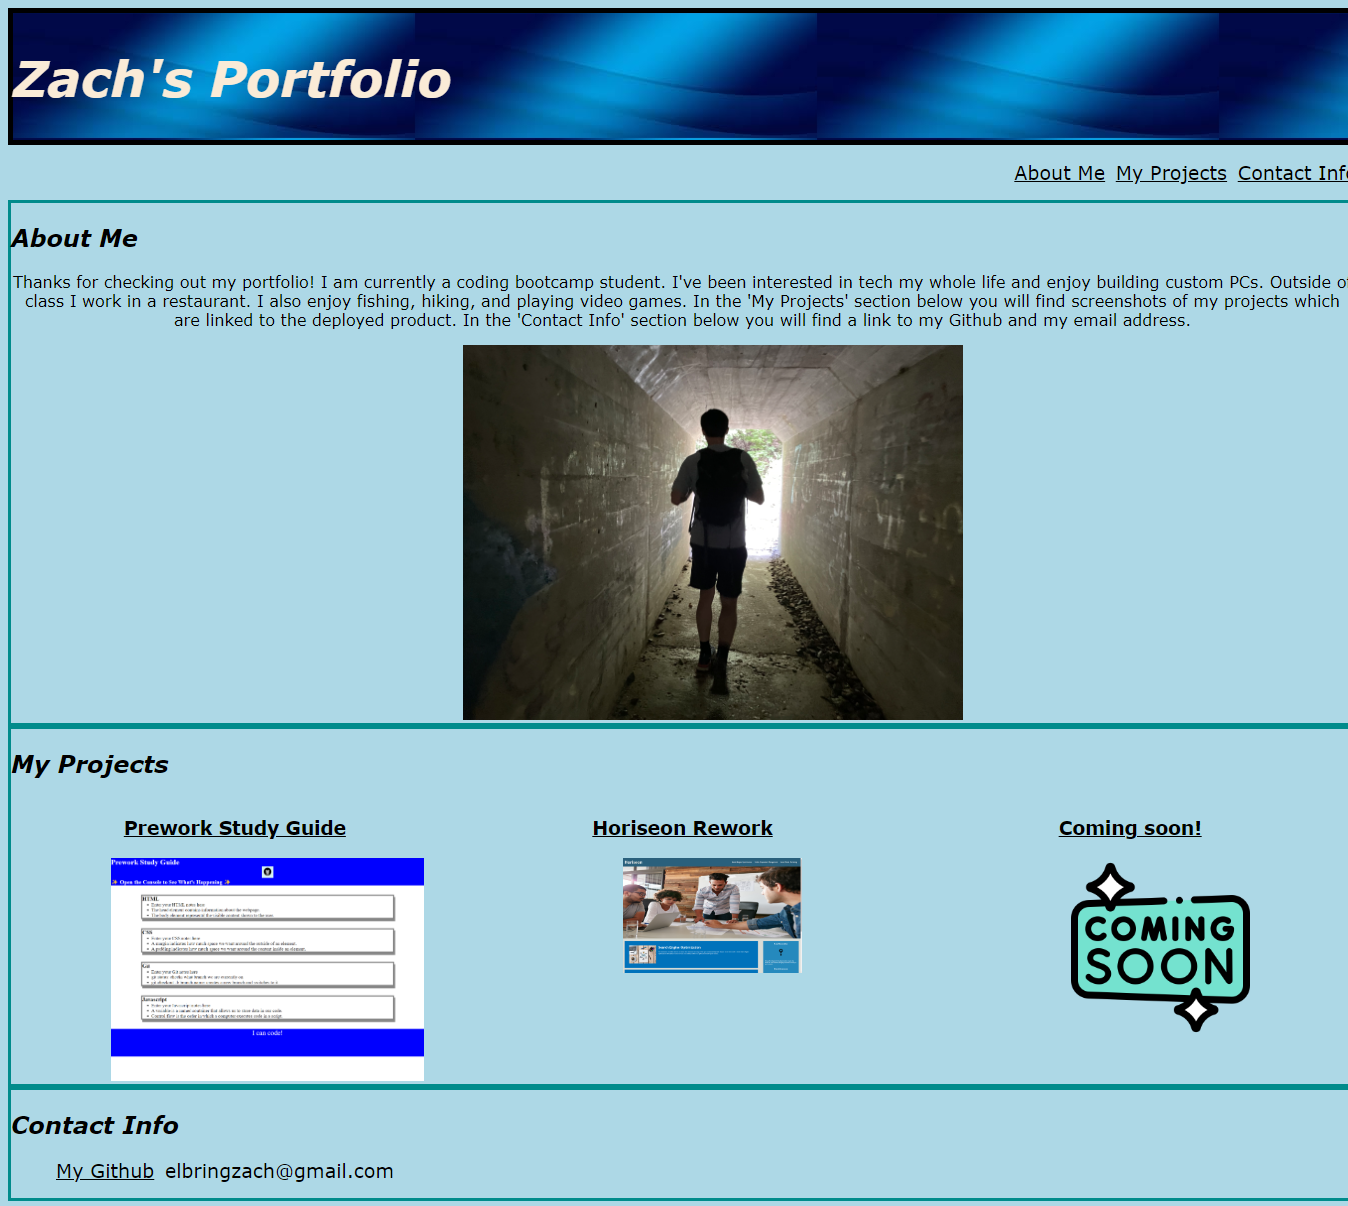 Zach's Portfolio
About Me My Projects Contact Info
About Me
Thanks for checking out my portfolio! I am currently a coding bootcamp student. I've been interested in tech my whole life and enjoy building custom PCs. Outside of
class I work in a restaurant. I also enjoy fishing, hiking, and playing video games. In the 'My Projects' section below you will find screenshots of my projects which
are linked to the deployed product. In the 'Contact Info' section below you will find a link to my Github and my email address.
My Projects
Prework Study Guide Horiseon Rework Coming soon!
Prework Study Guide
Open the Console to See What's Happening
HTML
CSS
Git
Javascript
I can code!
Horiseon
Search Engine Optimization
COMING
SOON
Contact Info
My Github elbringzach@gmail.com